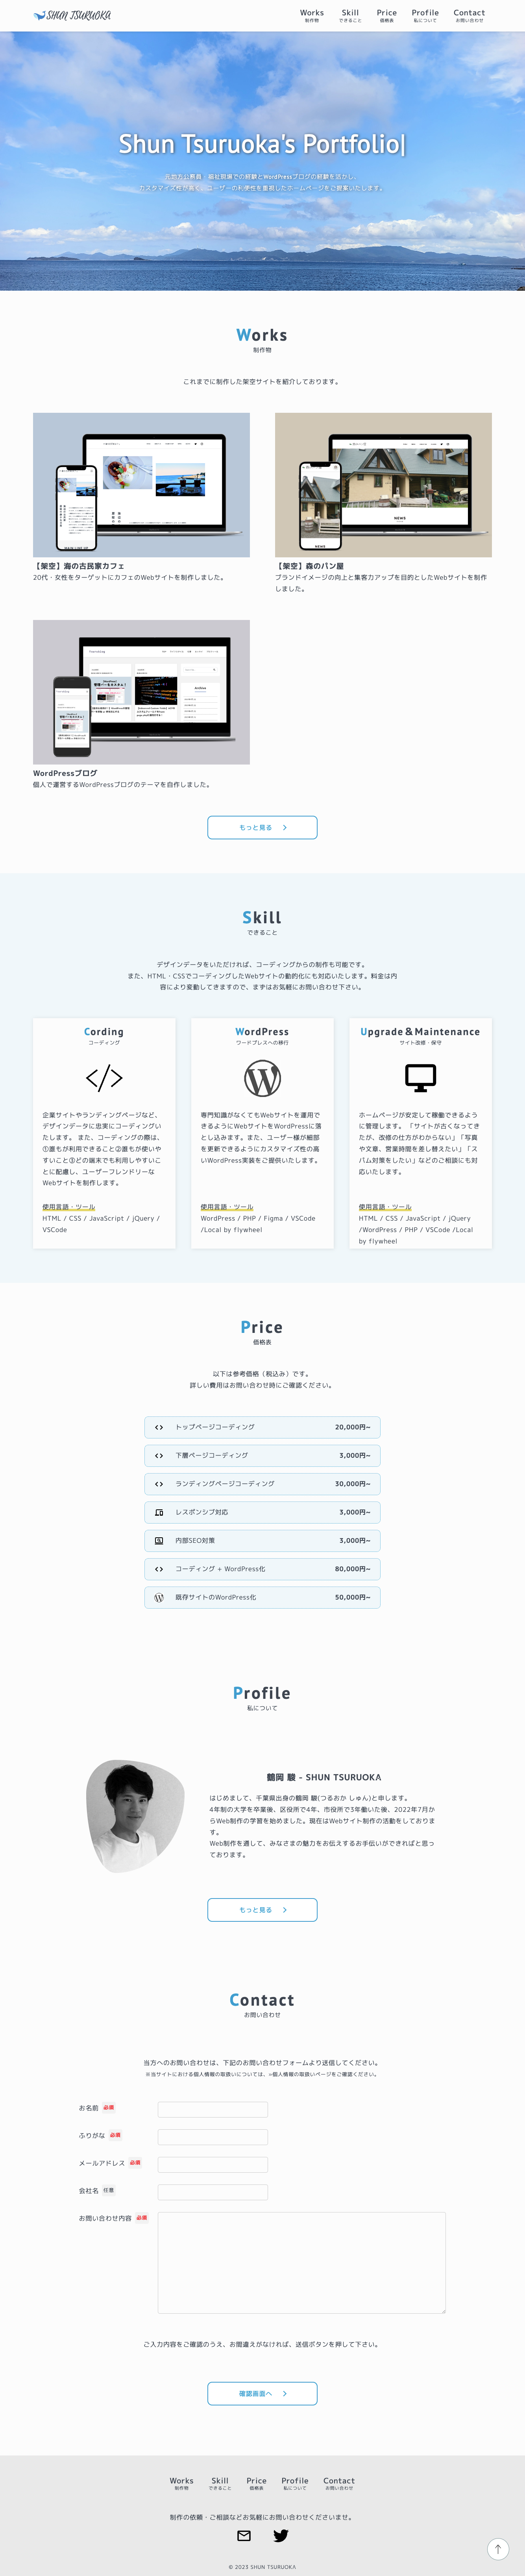 SHUN TSURUOKA
Works Skill Price Profile Contact
制作物 できること 価格表 私について お問い合わせ
Shun Tsuruoka's Portfolio|
元地方公務員・福祉現場での経験とWordPressブログの経験を活かし、
カスタマイズ性が高く、ユーザーの利便性を重視したホームページをご提案いたします。
Works
制作物
これまでに制作した架空サイトを紹介しております。
【架空】海の古民家カフェ
20代・女性をターゲットにカフェのWebサイトを制作しました。
NEWS
【架空】森のパン屋
ブランドイメージの向上と集客力アップを目的としたWebサイトを制作
しました。
WordPressブログ
個人で運営するWordPressブログのテーマを自作しました。
もっと見る
Skill
できること
デザインデータをいただければ、コーディングからの制作も可能です。
また、HTML・CSSでコーディングしたWebサイトの動的化にも対応いたします。料金は内
容により変動してきますので、まずはお気軽にお問い合わせ下さい。
Cording
コーディング
企業サイトやランディングページなど、
デザインデータに忠実にコーディングい
たします。 また、コーディングの際は、
①誰もが利用できること②誰もが使いや
すいこと③どの端末でも利用しやすいこ
とに配慮し、ユーザーフレンドリーな
Webサイトを制作します。
使用言語・ツール
HTML / CSS / JavaScript / jQuery /
VSCode
WordPress
ワードプレスへの移行
専門知識がなくてもWebサイトを運用で
きるようにWebサイトをWordPressに落
とし込みます。また、ユーザー様が細部
を更新できるようにカスタマイズ性の高
いWordPress実装をご提供いたします。
使用言語・ツール
WordPress / PHP / Figma / VSCode
/Local by flywheel
Upgrade＆Maintenance
サイト改修・保守
ホームページが安定して稼働できるよう
に管理します。 「サイトが古くなってき
たが、改修の仕方がわからない」「写真
や文章、営業時間を差し替えたい」「ス
パム対策をしたい」などのご相談にも対
応いたします。
使用言語・ツール
HTML / CSS / JavaScript / jQuery
/WordPress / PHP / VSCode /Local
by flywheel
Price
価格表
以下は参考価格（税込み）です。
詳しい費用はお問い合わせ時にご確認ください。
トップページコーディング 20,000円~
下層ページコーディング 3,000円~
ランディングページコーディング 30,000円~
レスポンシブ対応 3,000円~
内部SEO対策 3,000円~
コーディング + WordPress化 80,000円~
既存サイトのWordPress化 50,000円~
Profile
私について
鶴岡 駿 - SHUN TSURUOKA
はじめまして、千葉県出身の鶴岡 駿(つるおか しゅん)と申します。
4年制の大学を卒業後、区役所で4年、市役所で3年働いた後、2022年7月か
らWeb制作の学習を始めました。現在はWebサイト制作の活動をしておりま
す。
Web制作を通して、みなさまの魅力をお伝えするお手伝いができればと思っ
ております。
もっと見る
Contact
お問い合わせ
当方へのお問い合わせは、下記のお問い合わせフォームより送信してください。
※当サイトにおける個人情報の取扱いについては、»個人情報の取扱いページをご確認ください。
お名前 必須
ふりがな 必須
メールアドレス 必須
会社名 任意
お問い合わせ内容 必須
ご入力内容をご確認のうえ、お間違えがなければ、送信ボタンを押して下さい。
確認画面へ
Works Skill Price Profile Contact
制作物 できること 価格表 私について お問い合わせ
制作の依頼・ご相談などお気軽にお問い合わせくださいませ。
© 2023 SHUN TSURUOKA